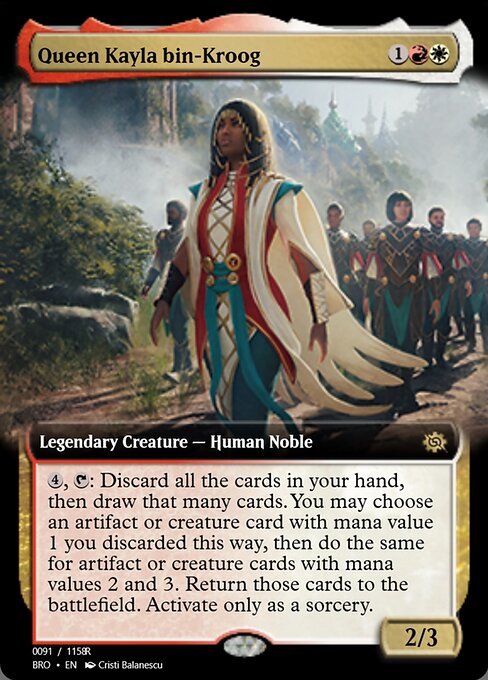 Queen Kayla bin-Kroog 1
Legendary Creature — Human Noble
4, : Discard all the cards in your hand,
then draw that many cards. You may choose
an artifact or creature card with mana value
1 you discarded this way, then do the same
for artifact or creature cards with mana
values 2 and 3. Return those cards to the
battlefield. Activate only as a sorcery.
2/3
0091 / 1158R
BRO • EN Cristi Balanescu